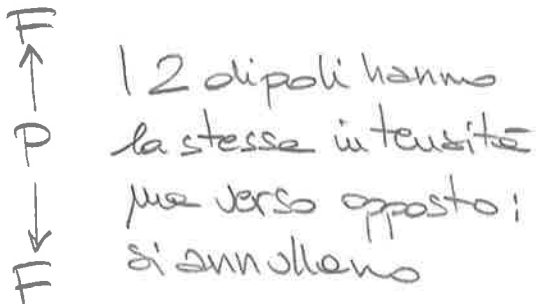 F
P
F
I 2 dipoli hanno
la stessa intensità
ma verso opposto:
si annullano